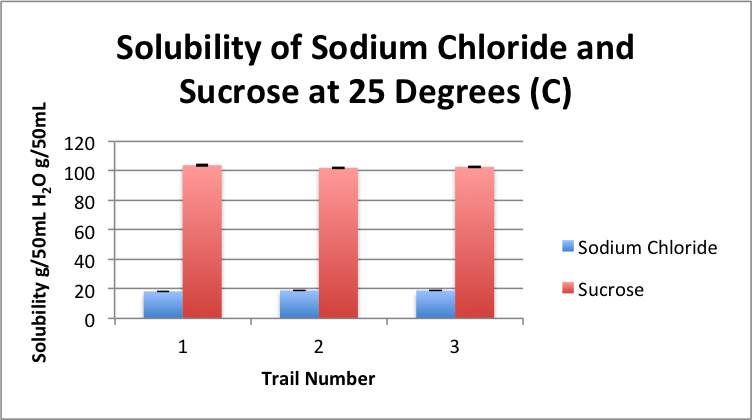 Solubility of Sodium Chloride and
Sucrose at 25 Degrees (C)
Solubility g/50mL H₂O g/50mL
120
100
80
60
40
20
0
1
2
3
Trail Number
Sodium Chloride
Sucrose